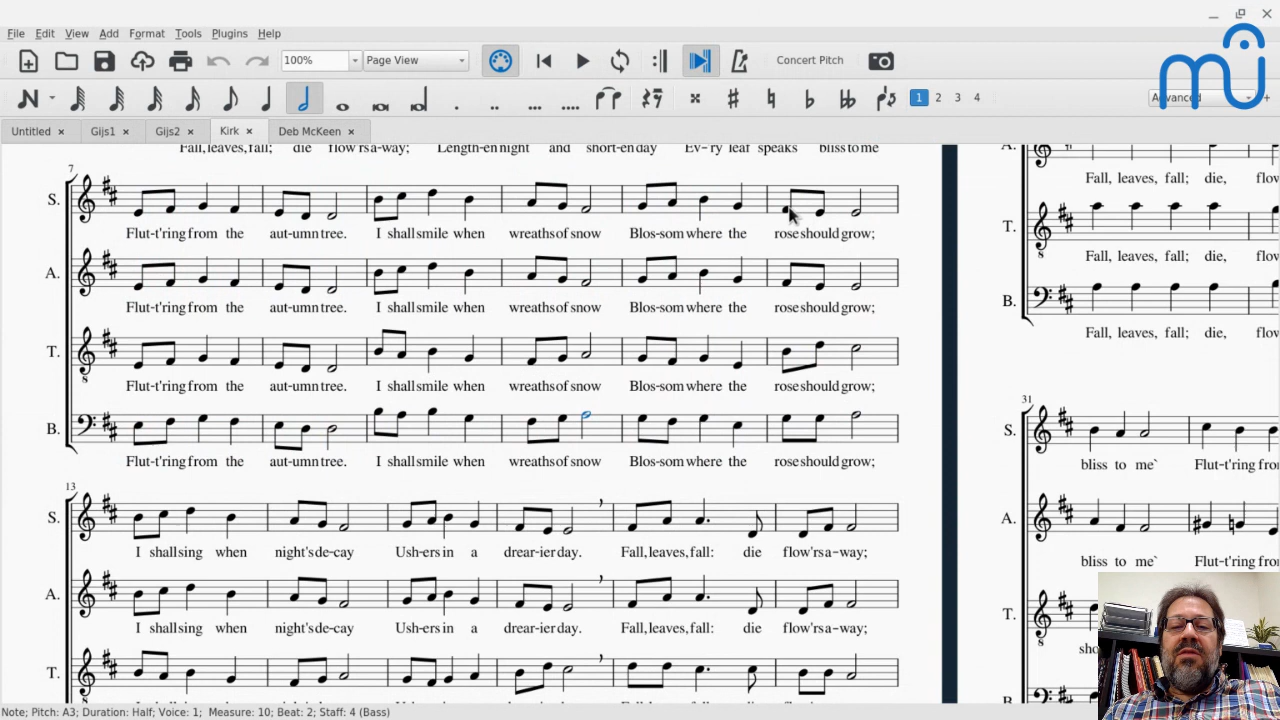 File Edit View Add Format Tools Plugins Help
100% Page View Concert Pitch
1 2 3 4 Advanced +
Untitled × Gijs1 × Gijs2 × Kirk × Deb McKeen ×
Fall, leaves, fall; die flow'rs a-way; Length-en night and short-en day Ev-'ry leaf speaks bliss to me
7
S.
Flut-t'ring from the aut-umn tree. I shall smile when wreaths of snow Blos-som where the rose should grow;
A.
Flut-t'ring from the aut-umn tree. I shall smile when wreaths of snow Blos-som where the rose should grow;
T.
8
Flut-t'ring from the aut-umn tree. I shall smile when wreaths of snow Blos-som where the rose should grow;
B.
Flut-t'ring from the aut-umn tree. I shall smile when wreaths of snow Blos-som where the rose should grow;
13
S.
I shall sing when night's de-cay Ush-ers in a drear-ier day. Fall, leaves, fall: die flow'rs a-way;
A.
I shall sing when night's de-cay Ush-ers in a drear-ier day. Fall, leaves, fall: die flow'rs a-way;
T.
A.
Fall, leaves, fall; die, flo
T.
8
Fall, leaves, fall; die, flo
B.
Fall, leaves, fall; die,
31
S.
bliss to me` Flut-t'ring fro
A.
bliss to me` Flut-t'ring fro
T.
sho
B
Note; Pitch: A3; Duration: Half; Voice: 1; Measure: 10; Beat: 2; Staff: 4 (Bass)